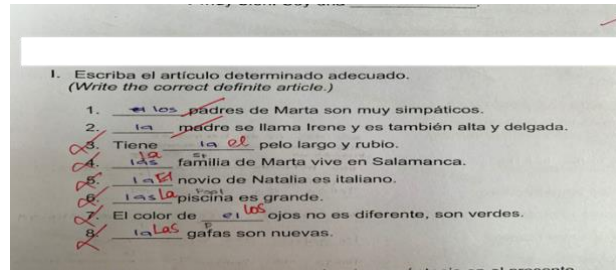 I. Escriba el artículo determinado adecuado.
(Write the correct definite article.)
1. el los padres de Marta son muy simpáticos.
2. la madre se llama Irene y es también alta y delgada.
3. Tiene la el pelo largo y rubio.
4. las la familia de Marta vive en Salamanca.
5. la El novio de Natalia es italiano.
6. las La piscina es grande.
7. El color de el los ojos no es diferente, son verdes.
8. la Las gafas son nuevas.